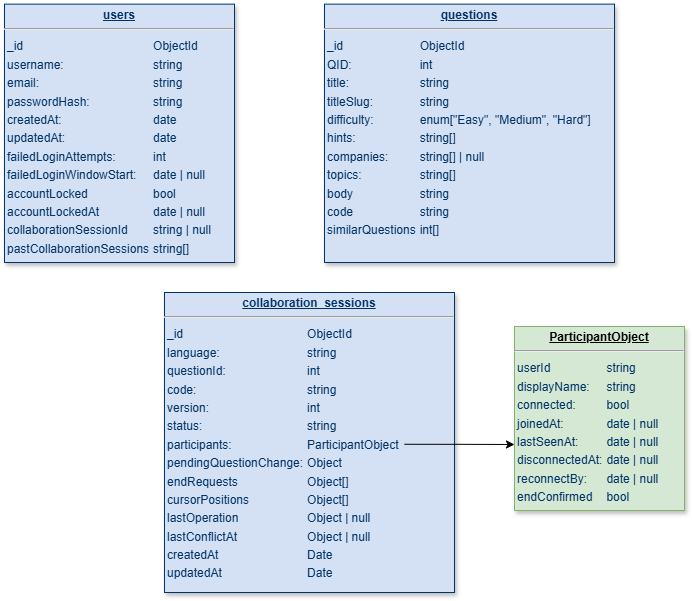 users
_id ObjectId
username: string
email: string
passwordHash: string
createdAt: date
updatedAt: date
failedLoginAttempts: int
failedLoginWindowStart: date | null
accountLocked bool
accountLockedAt date | null
collaborationSessionId string | null
pastCollaborationSessions string[]
questions
_id ObjectId
QID: int
title: string
titleSlug: string
difficulty: enum["Easy", "Medium", "Hard"]
hints: string[]
companies: string[] | null
topics: string[]
body string
code string
similarQuestions int[]
collaboration_sessions
_id ObjectId
language: string
questionId: int
code: string
version: int
status: string
participants: ParticipantObject
pendingQuestionChange: Object
endRequests Object[]
cursorPositions Object[]
lastOperation Object | null
lastConflictAt Object | null
createdAt Date
updatedAt Date
ParticipantObject
userId string
displayName: string
connected: bool
joinedAt: date | null
lastSeenAt: date | null
disconnectedAt: date | null
reconnectBy: date | null
endConfirmed bool